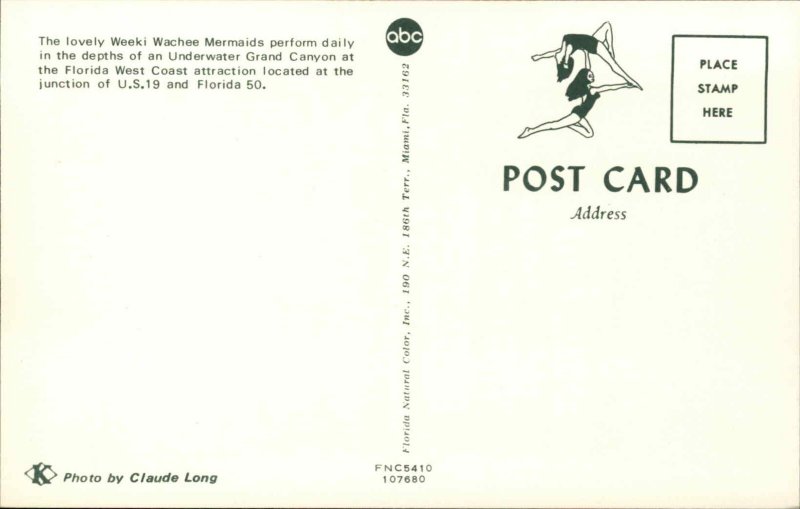 The lovely Weeki Wachee Mermaids perform daily
in the depths of an Underwater Grand Canyon at
the Florida West Coast attraction located at the
junction of U.S.19 and Florida 50.
abc
Florida Natural Color, Inc., 190 N.E. 186th Terr., Miami, Fla. 33162
PLACE
STAMP
HERE
POST CARD
Address
K Photo by Claude Long
FNC5410
107680